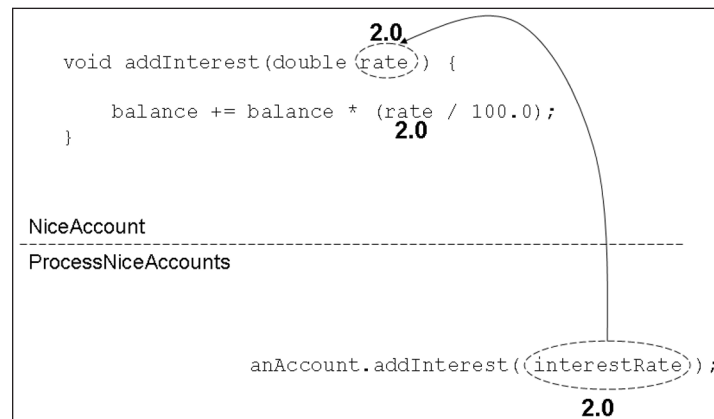 2.0
void addInterest(double rate) {
balance += balance * (rate / 100.0);
2.0
}
NiceAccount
ProcessNiceAccounts
anAccount.addInterest(interestRate);
2.0